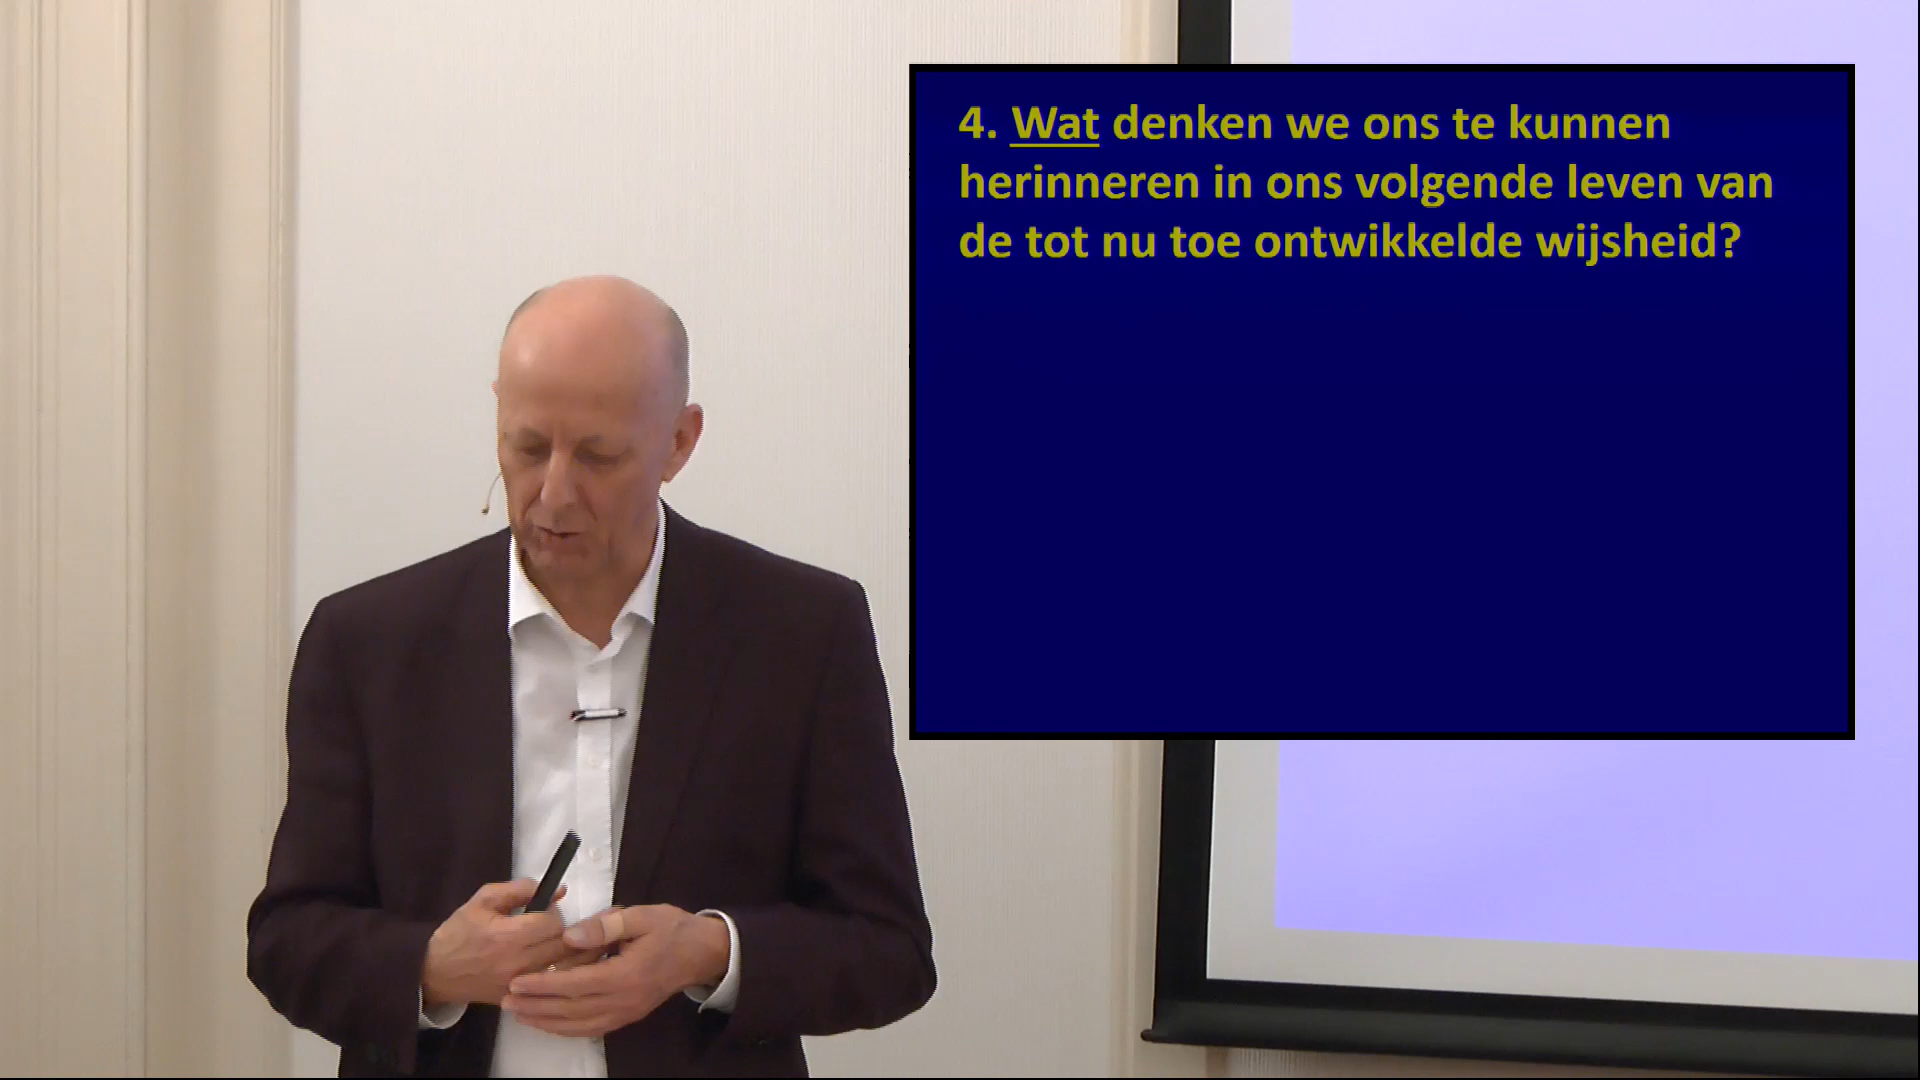 4. Wat denken we ons te kunnen
herinneren in ons volgende leven van
de tot nu toe ontwikkelde wijsheid?